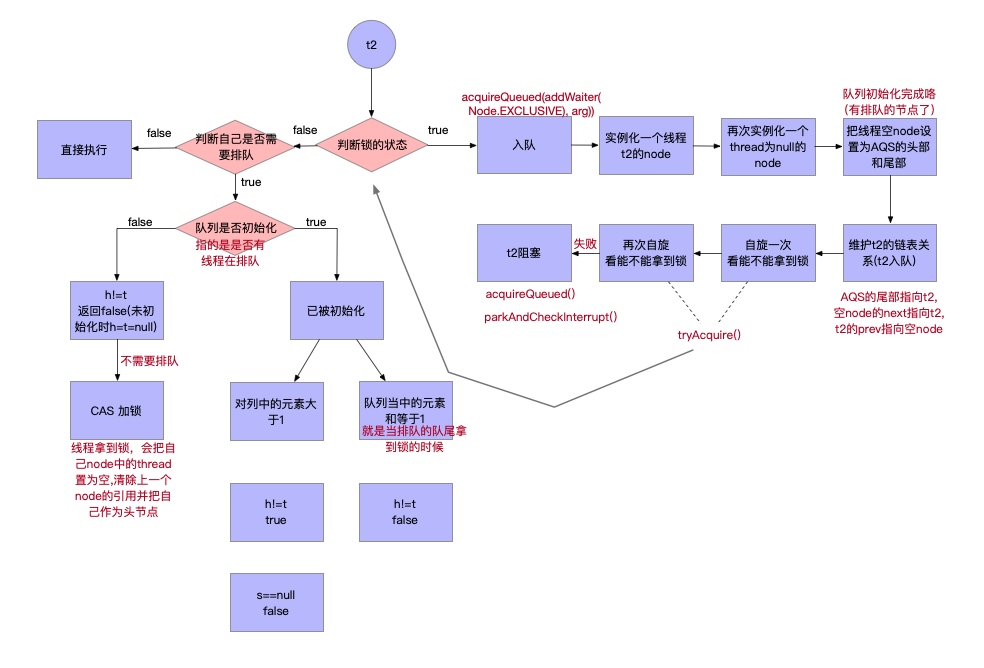 t2
队列初始化完成咯
(有排队的节点了)
acquireQueued(addWaiter(
Node.EXCLUSIVE), arg))
false
false
true
直接执行
判断自己是否需
要排队
判断锁的状态
入队
实例化一个线程
t2的node
再次实例化一个
thread为null的
node
把线程空node设
置为AQS的头部
和尾部
true
false
true
队列是否初始化
指的是是否有
线程在排队
t2阻塞
失败
再次自旋
看能不能拿到锁
自旋一次
看能不能拿到锁
维护t2的链表关
系(t2入队)
acquireQueued()
parkAndCheckInterrupt()
AQS的尾部指向t2,
空node的next指向t2,
t2的prev指向空node
tryAcquire()
h!=t
返回false(未初
始化时h=t=null)
已被初始化
不需要排队
CAS 加锁
对列中的元素大
于1
队列当中的元素
和等于1
就是当排队的队尾拿
到锁的时候
线程拿到锁，会把自
己node中的thread
置为空,清除上一个
node的引用并把自
己作为头节点
h!=t
true
h!=t
false
s==null
false